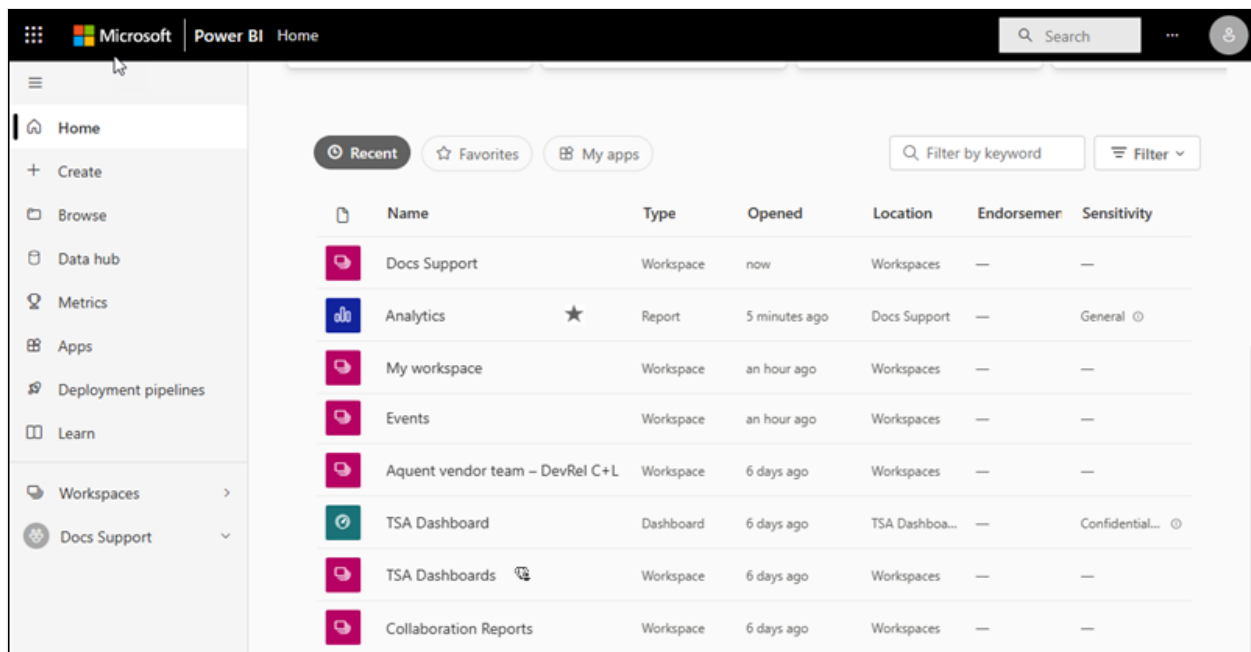 Microsoft Power BI Home Search ...
Home
Create
Browse
Data hub
Metrics
Apps
Deployment pipelines
Learn
Workspaces
Docs Support
Recent Favorites My apps Filter by keyword Filter
Name Type Opened Location Endorsemen Sensitivity
Docs Support Workspace now Workspaces — —
Analytics Report 5 minutes ago Docs Support — General
My workspace Workspace an hour ago Workspaces — —
Events Workspace an hour ago Workspaces — —
Aquent vendor team – DevRel C+L Workspace 6 days ago Workspaces — —
TSA Dashboard Dashboard 6 days ago TSA Dashboa... — Confidential...
TSA Dashboards Workspace 6 days ago Workspaces — —
Collaboration Reports Workspace 6 days ago Workspaces — —